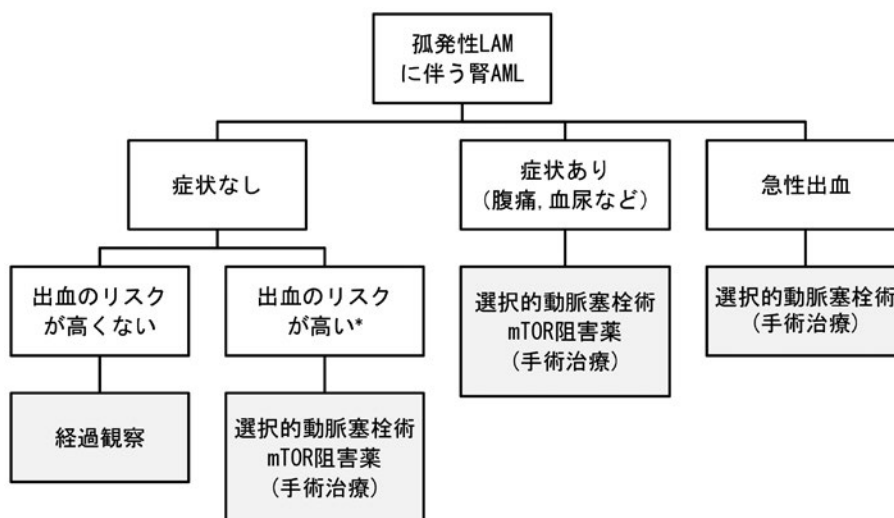 孤発性LAM
に伴う腎AML
症状なし
症状あり
(腹痛,血尿など)
急性出血
出血のリスク
が高くない
出血のリスク
が高い*
選択的動脈塞栓術
mTOR阻害薬
(手術治療)
選択的動脈塞栓術
(手術治療)
経過観察
選択的動脈塞栓術
mTOR阻害薬
(手術治療)